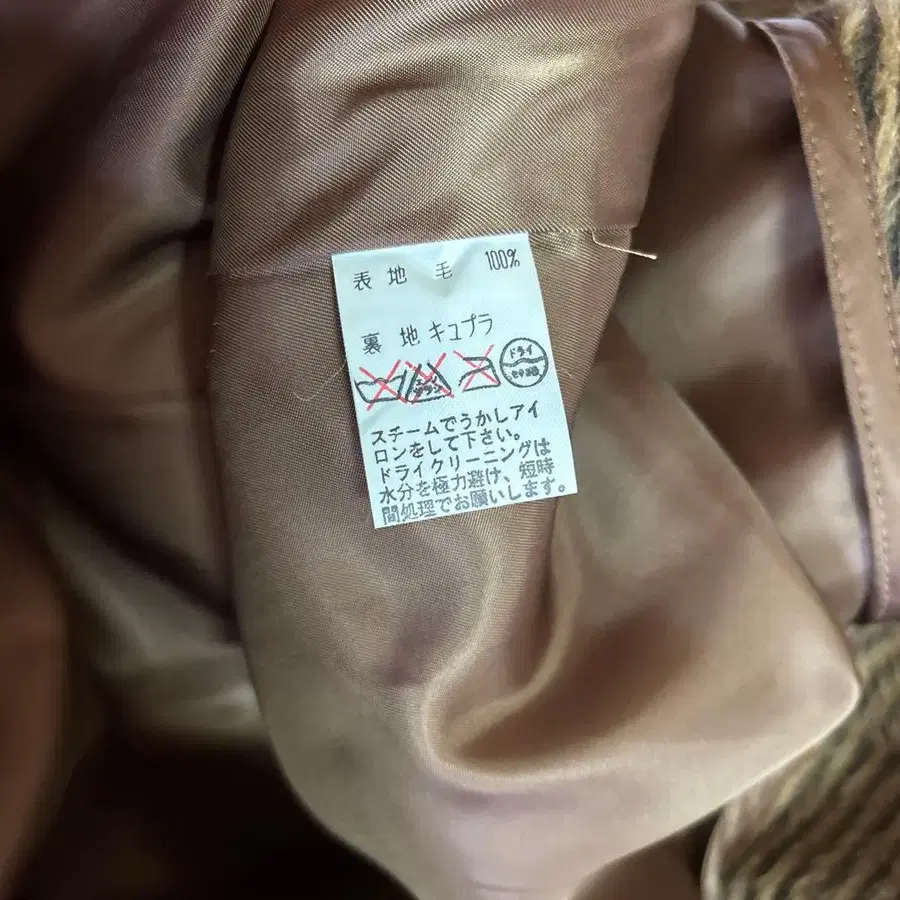 表地 毛 100%
裏地 キュプラ
ドライ
スチームでうかしアイ
ロンをして下さい。
ドライクリーニングは
水分を極力避け、短時
間処理でお願いします。